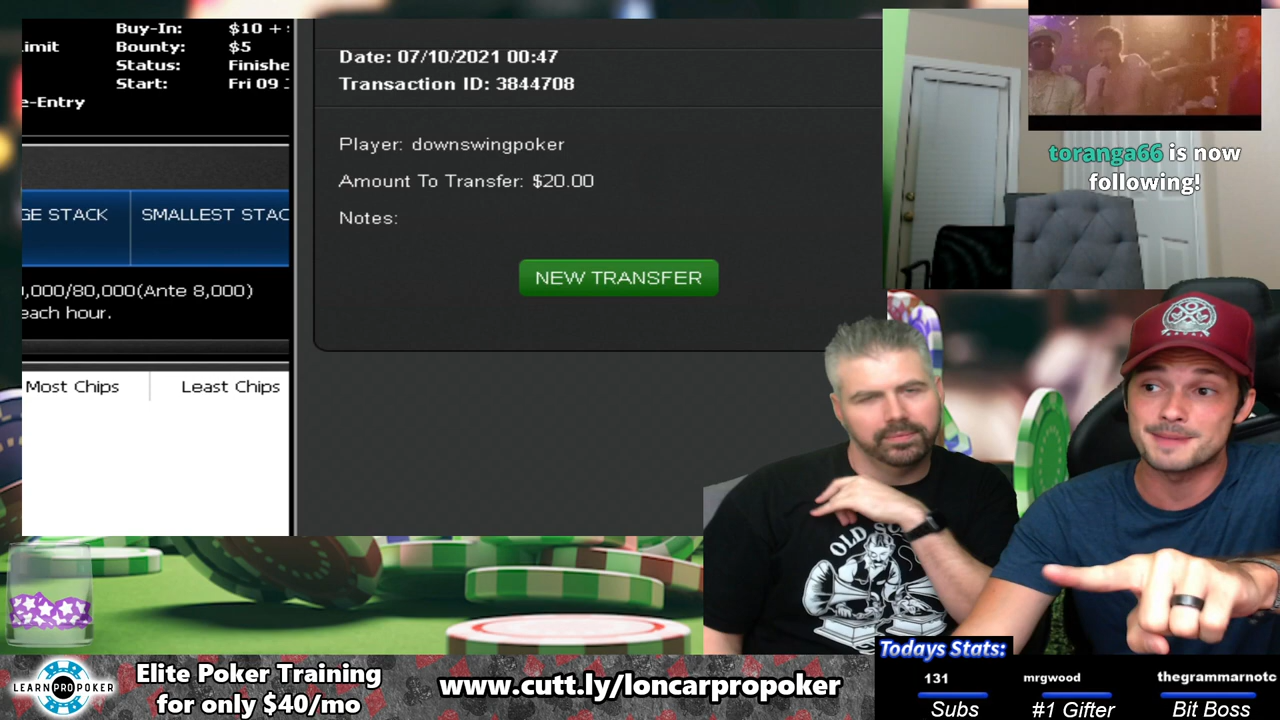 Buy-In: $10 +
imit Bounty: $5
Status: Finishe
Start: Fri 09
e-Entry
GE STACK SMALLEST STAC
,000/80,000(Ante 8,000)
each hour.
Most Chips Least Chips
Date: 07/10/2021 00:47
Transaction ID: 3844708
Player: downswingpoker
Amount To Transfer: $20.00
Notes:
NEW TRANSFER
toranga66 is now
following!
OLD SC
LEARN PRO POKER
Elite Poker Training
for only $40/mo
www.cutt.ly/loncarpropoker
Todays Stats:
131 mrgwood thegrammarnotc
Subs #1 Gifter Bit Boss